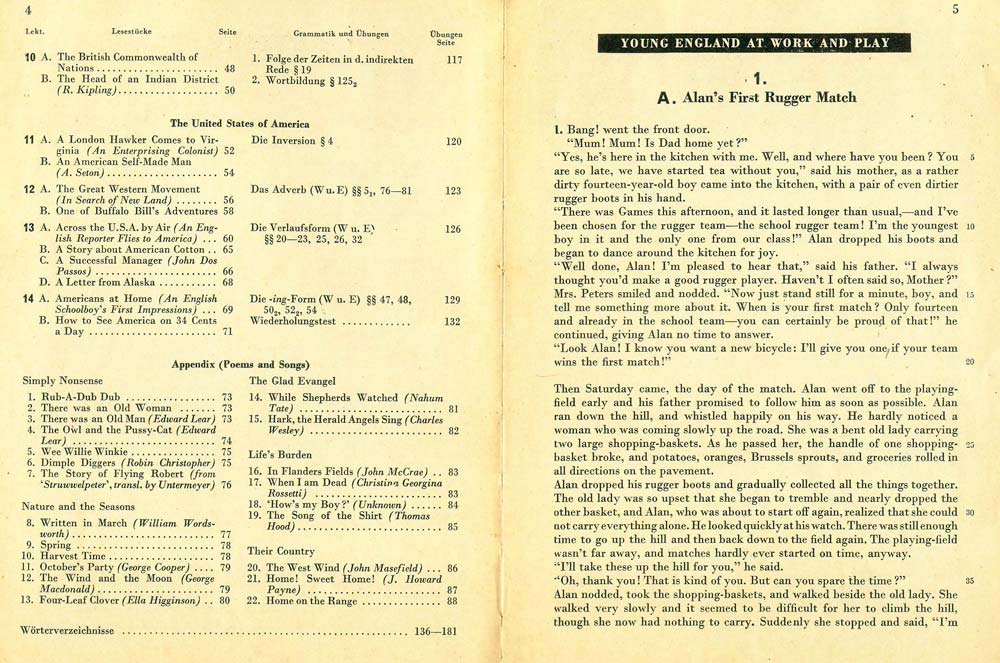 4
Lekt. Lesestücke Seite Grammatik und Übungen Übungen Seite
10 A. The British Commonwealth of
Nations ...................... 48
B. The Head of an Indian District
(R. Kipling).................. 50
1. Folge der Zeiten in d. indirekten
Rede § 19
117
2. Wortbildung § 125₂
The United States of America
11 A. A London Hawker Comes to Vir-
ginia (An Enterprising Colonist) 52
B. An American Self-Made Man
(A. Seton) .................... 54
Die Inversion § 4 120
12 A. The Great Western Movement
(In Search of New Land) ........ 56
B. One of Buffalo Bill's Adventures 58
Das Adverb (W u. E) §§ 5₁, 76—81 123
13 A. Across the U.S.A. by Air (An Eng-
lish Reporter Flies to America) ... 60
B. A Story about American Cotton .. 65
C. A Successful Manager (John Dos
Passos) ...................... 66
D. A Letter from Alaska ........... 68
Die Verlaufsform (W u. E)
§§ 20—23, 25, 26, 32
126
14 A. Americans at Home (An English
Schoolboy's First Impressions) ... 69
B. How to See America on 34 Cents
a Day ....................... 71
Die -ing-Form (W u. E) §§ 47, 48,
50₂, 52₂, 54
129
Wiederholungstest ............ 132
Appendix (Poems and Songs)
Simply Nonsense
1. Rub-A-Dub Dub ................ 73
2. There was an Old Woman ....... 73
3. There was an Old Man (Edward Lear) 73
4. The Owl and the Pussy-Cat (Edward
Lear) ......................... 74
5. Wee Willie Winkie ............... 75
6. Dimple Diggers (Robin Christopher) 75
7. The Story of Flying Robert (from
'Struwwelpeter', transl. by Untermeyer) 76
Nature and the Seasons
8. Written in March (William Words-
worth) .......................... 77
9. Spring .......................... 78
10. Harvest Time .................... 78
11. October's Party (George Cooper) .... 79
12. The Wind and the Moon (George
Macdonald) ...................... 79
13. Four-Leaf Clover (Ella Higginson) .. 80
The Glad Evangel
14. While Shepherds Watched (Nahum
Tate) .......................... 81
15. Hark, the Herald Angels Sing (Charles
Wesley) ........................ 82
Life's Burden
16. In Flanders Fields (John McCrae) .. 83
17. When I am Dead (Christina Georgina
Rossetti) ........................ 83
18. 'How's my Boy?' (Unknown) ...... 84
19. The Song of the Shirt (Thomas
Hood) .......................... 85
Their Country
20. The West Wind (John Masefield) ... 86
21. Home! Sweet Home! (J. Howard
Payne) ......................... 87
22. Home on the Range .............. 88
Wörterverzeichnisse .................................................... 136—181
5
YOUNG ENGLAND AT WORK AND PLAY
1.
A. Alan's First Rugger Match
I. Bang! went the front door.
"Mum! Mum! Is Dad home yet?"
"Yes, he's here in the kitchen with me. Well, and where have you been? You 5
are so late, we have started tea without you," said his mother, as a rather
dirty fourteen-year-old boy came into the kitchen, with a pair of even dirtier
rugger boots in his hand.
"There was Games this afternoon, and it lasted longer than usual,—and I've
been chosen for the rugger team—the school rugger team! I'm the youngest 10
boy in it and the only one from our class!" Alan dropped his boots and
began to dance around the kitchen for joy.
"Well done, Alan! I'm pleased to hear that," said his father. "I always
thought you'd make a good rugger player. Haven't I often said so, Mother?"
Mrs. Peters smiled and nodded. "Now just stand still for a minute, boy, and 15
tell me something more about it. When is your first match? Only fourteen
and already in the school team—you can certainly be proud of that!" he
continued, giving Alan no time to answer.
"Look Alan! I know you want a new bicycle: I'll give you one, if your team
wins the first match!" 20
Then Saturday came, the day of the match. Alan went off to the playing-
field early and his father promised to follow him as soon as possible. Alan
ran down the hill, and whistled happily on his way. He hardly noticed a
woman who was coming slowly up the road. She was a bent old lady carrying
two large shopping-baskets. As he passed her, the handle of one shopping- 25
basket broke, and potatoes, oranges, Brussels sprouts, and groceries rolled in
all directions on the pavement.
Alan dropped his rugger boots and gradually collected all the things together.
The old lady was so upset that she began to tremble and nearly dropped the
other basket, and Alan, who was about to start off again, realized that she could 30
not carry everything alone. He looked quickly at his watch. There was still enough
time to go up the hill and then back down to the field again. The playing-field
wasn't far away, and matches hardly ever started on time, anyway.
"I'll take these up the hill for you," he said.
"Oh, thank you! That is kind of you. But can you spare the time?" 35
Alan nodded, took the shopping-baskets, and walked beside the old lady. She
walked very slowly and it seemed to be difficult for her to climb the hill,
though she now had nothing to carry. Suddenly she stopped and said, "I'm